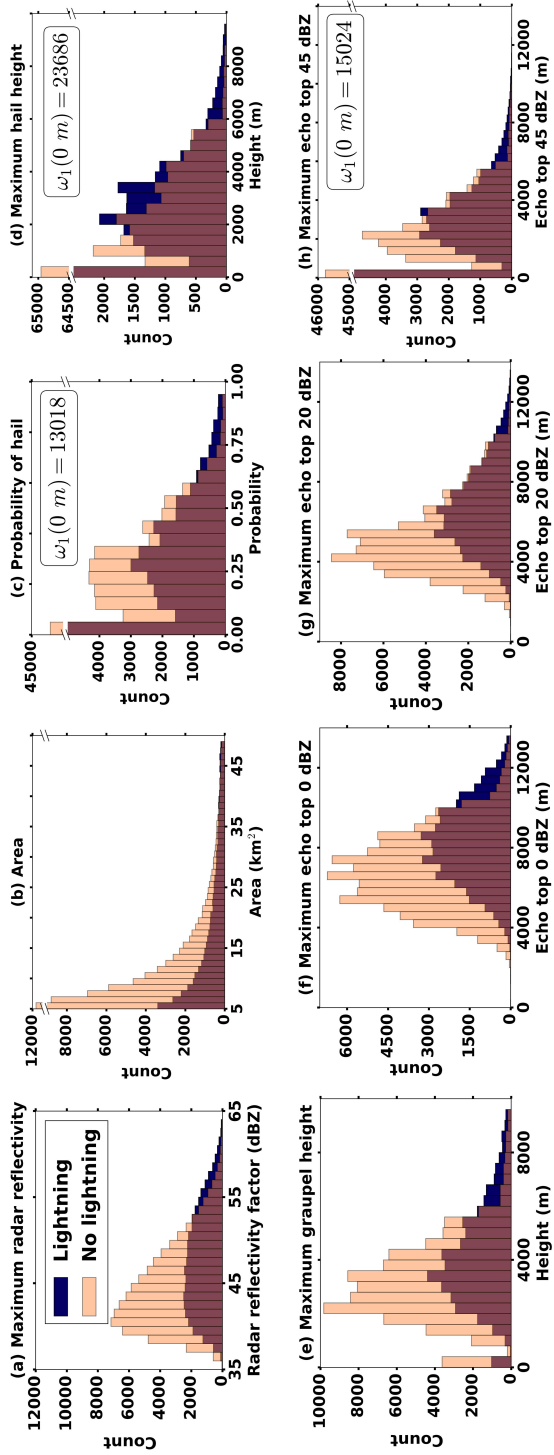 (a) Maximum radar reflectivity
12000
10000
8000
6000
4000
2000
0
Count
Lightning
No lightning
35 45 55 65
Radar reflectivity factor (dBZ)
(b) Area
12000
8000
6000
4000
2000
0
Count
5 15 25 35 45
Area (km²)
(c) Probability of hail
45000
4000
3000
2000
1000
0
Count
ω₁(0 m) = 13018
0.00 0.25 0.50 0.75 1.00
Probability
(d) Maximum hail height
65000
64500
2000
1500
1000
500
0
Count
ω₁(0 m) = 23686
0 2000 4000 6000 8000
Height (m)
(e) Maximum graupel height
10000
8000
6000
4000
2000
0
Count
0 4000 8000
Height (m)
(f) Maximum echo top 0 dBZ
6000
4500
3000
1500
0
Count
0 4000 8000 12000
Echo top 0 dBZ (m)
(g) Maximum echo top 20 dBZ
8000
6000
4000
2000
0
Count
0 4000 8000 12000
Echo top 20 dBZ (m)
(h) Maximum echo top 45 dBZ
46000
45000
4000
3000
2000
1000
0
Count
ω₁(0 m) = 15024
0 2000 4000 6000 8000 12000
Echo top 45 dBZ (m)